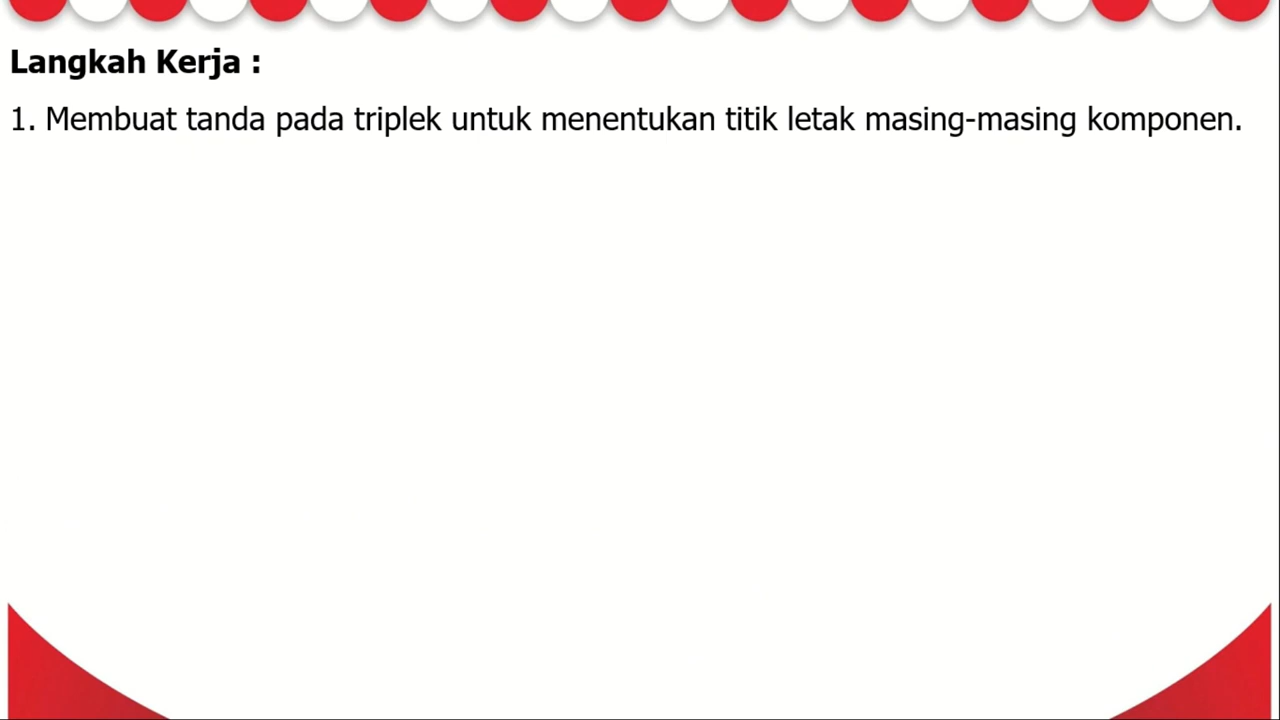 Langkah Kerja :
1. Membuat tanda pada triplek untuk menentukan titik letak masing-masing komponen.